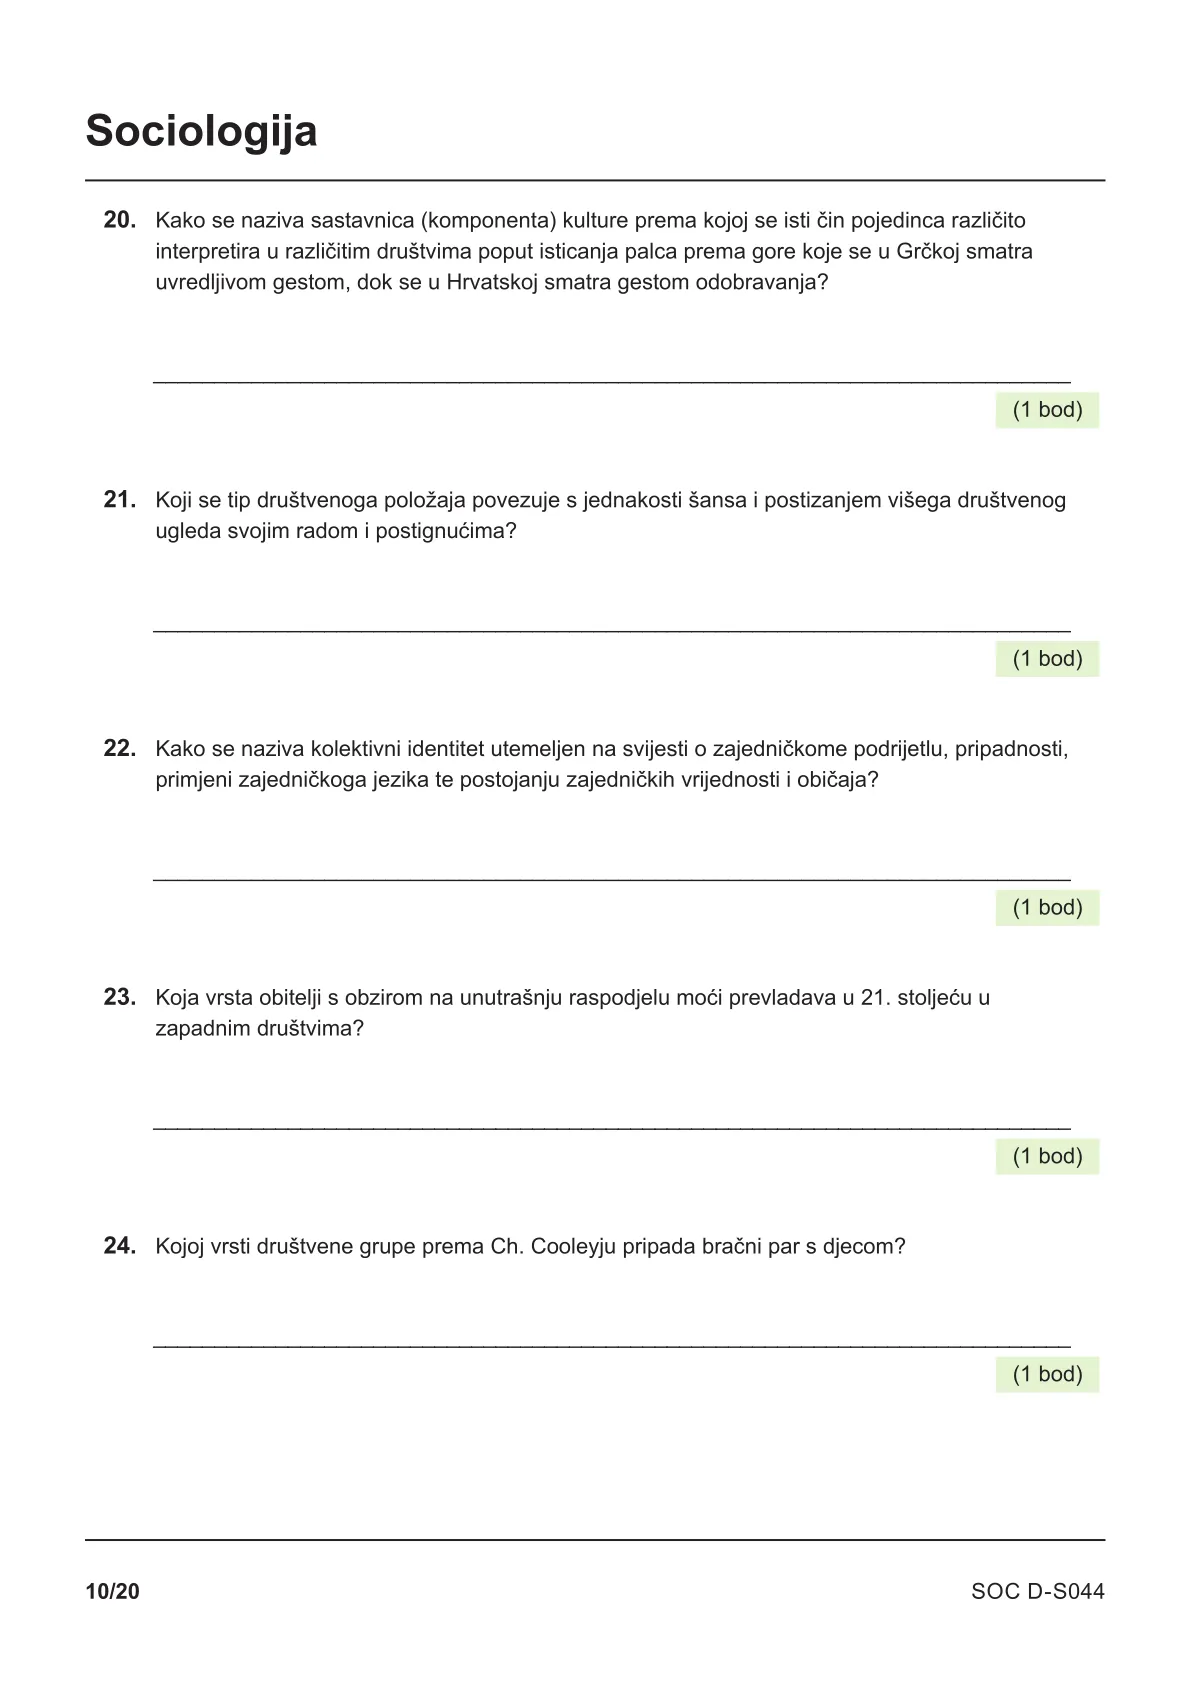 Sociologija
20. Kako se naziva sastavnica (komponenta) kulture prema kojoj se isti čin pojedinca različito
interpretira u različitim društvima poput isticanja palca prema gore koje se u Grčkoj smatra
uvredljivom gestom, dok se u Hrvatskoj smatra gestom odobravanja?
(1 bod)
21. Koji se tip društvenoga položaja povezuje s jednakosti šansa i postizanjem višega društvenog
ugleda svojim radom i postignućima?
(1 bod)
22. Kako se naziva kolektivni identitet utemeljen na svijesti o zajedničkome podrijetlu, pripadnosti,
primjeni zajedničkoga jezika te postojanju zajedničkih vrijednosti i običaja?
(1 bod)
23. Koja vrsta obitelji s obzirom na unutrašnju raspodjelu moći prevladava u 21. stoljeću u
zapadnim društvima?
(1 bod)
24. Kojoj vrsti društvene grupe prema Ch. Cooleyju pripada bračni par s djecom?
(1 bod)
10/20 SOC D-S044